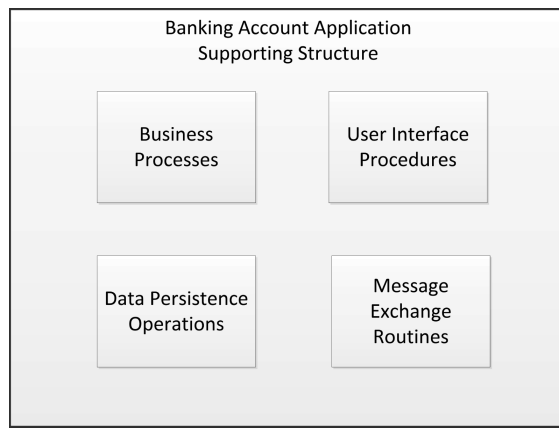 Banking Account Application
Supporting Structure
Business
Processes
User Interface
Procedures
Data Persistence
Operations
Message
Exchange
Routines